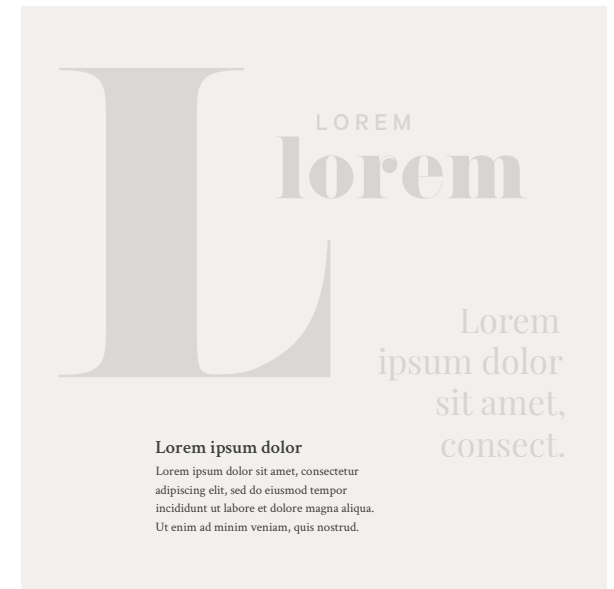 L
LOREM
lorem
Lorem
ipsum dolor
sit amet,
consect.
Lorem ipsum dolor
Lorem ipsum dolor sit amet, consectetur
adipiscing elit, sed do eiusmod tempor
incididunt ut labore et dolore magna aliqua.
Ut enim ad minim veniam, quis nostrud.